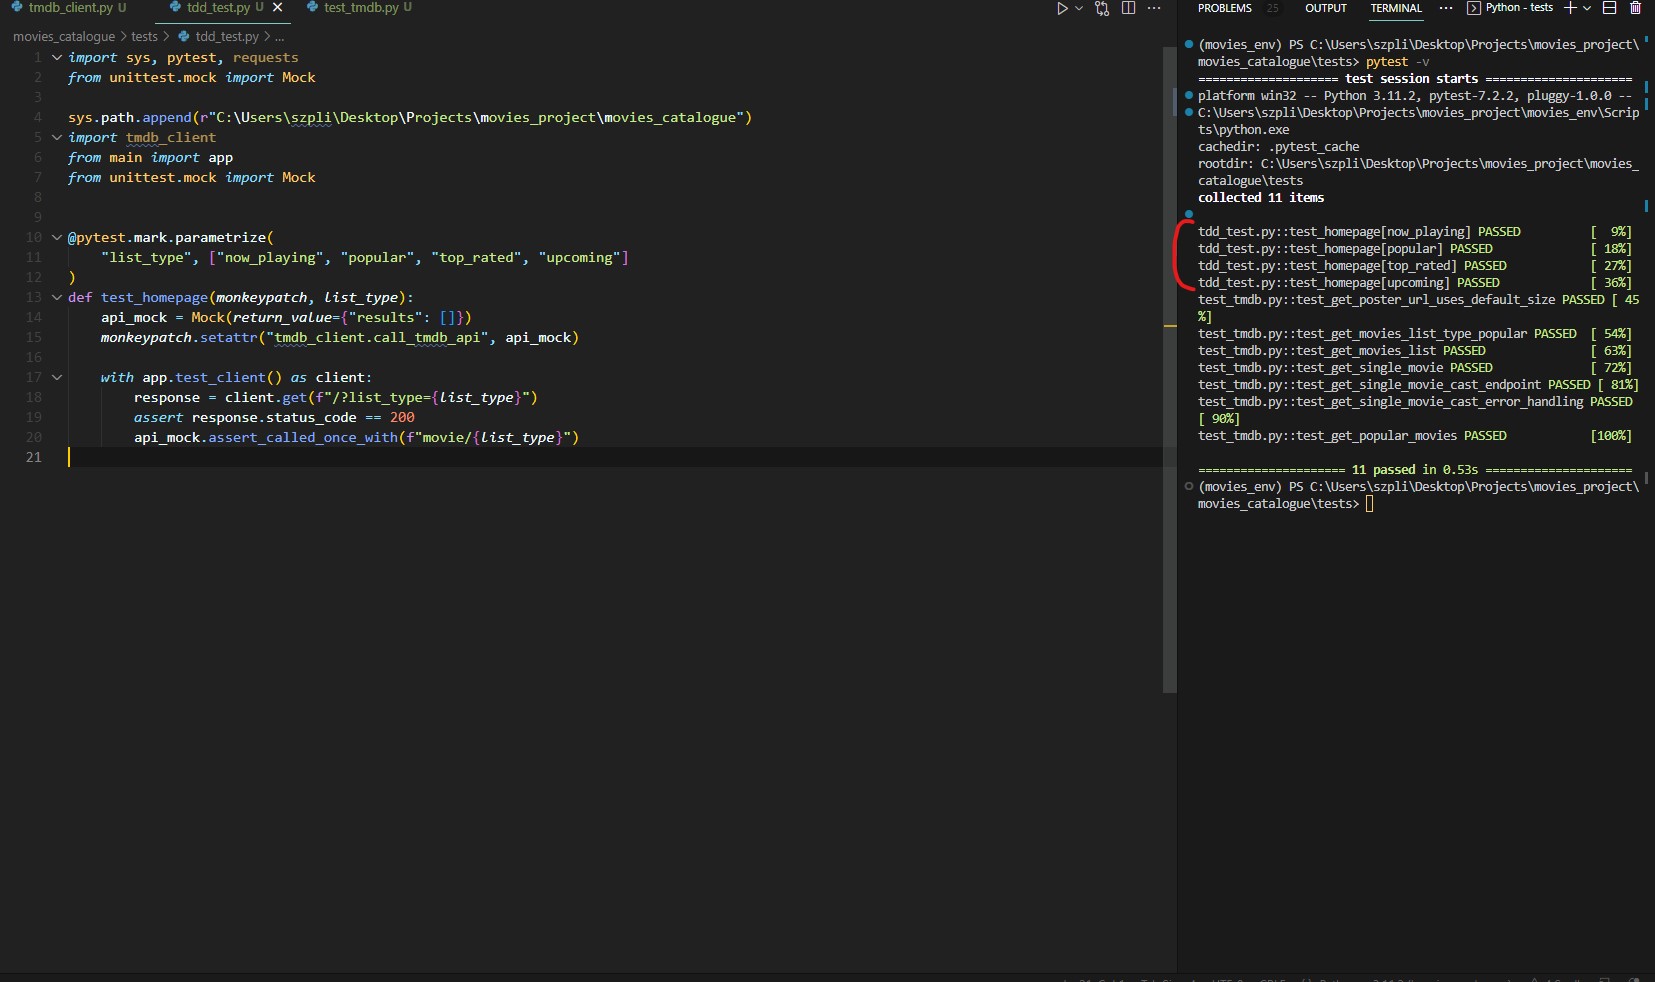 tmdb_client.py U tdd_test.py U × test_tmdb.py U
movies_catalogue > tests > tdd_test.py > ...
1 import sys, pytest, requests
2 from unittest.mock import Mock
3
4 sys.path.append(r"C:\Users\szpli\Desktop\Projects\movies_project\movies_catalogue")
5 import tmdb_client
6 from main import app
7 from unittest.mock import Mock
8
9
10 @pytest.mark.parametrize(
11 "list_type", ["now_playing", "popular", "top_rated", "upcoming"]
12 )
13 def test_homepage(monkeypatch, list_type):
14 api_mock = Mock(return_value={"results": []})
15 monkeypatch.setattr("tmdb_client.call_tmdb_api", api_mock)
16
17 with app.test_client() as client:
18 response = client.get(f"/?list_type={list_type}")
19 assert response.status_code == 200
20 api_mock.assert_called_once_with(f"movie/{list_type}")
21
PROBLEMS 25 OUTPUT TERMINAL ... Python - tests
(movies_env) PS C:\Users\szpli\Desktop\Projects\movies_project\
movies_catalogue\tests> pytest -v
==================== test session starts =====================
platform win32 -- Python 3.11.2, pytest-7.2.2, pluggy-1.0.0 --
C:\Users\szpli\Desktop\Projects\movies_project\movies_env\Scrip
ts\python.exe
cachedir: .pytest_cache
rootdir: C:\Users\szpli\Desktop\Projects\movies_project\movies_
catalogue\tests
collected 11 items
tdd_test.py::test_homepage[now_playing] PASSED [  9%]
tdd_test.py::test_homepage[popular] PASSED [ 18%]
tdd_test.py::test_homepage[top_rated] PASSED [ 27%]
tdd_test.py::test_homepage[upcoming] PASSED [ 36%]
test_tmdb.py::test_get_poster_url_uses_default_size PASSED [ 45
%]
test_tmdb.py::test_get_movies_list_type_popular PASSED [ 54%]
test_tmdb.py::test_get_movies_list PASSED [ 63%]
test_tmdb.py::test_get_single_movie PASSED [ 72%]
test_tmdb.py::test_get_single_movie_cast_endpoint PASSED [ 81%]
test_tmdb.py::test_get_single_movie_cast_error_handling PASSED
[ 90%]
test_tmdb.py::test_get_popular_movies PASSED [100%]
===================== 11 passed in 0.53s =====================
(movies_env) PS C:\Users\szpli\Desktop\Projects\movies_project\
movies_catalogue\tests>